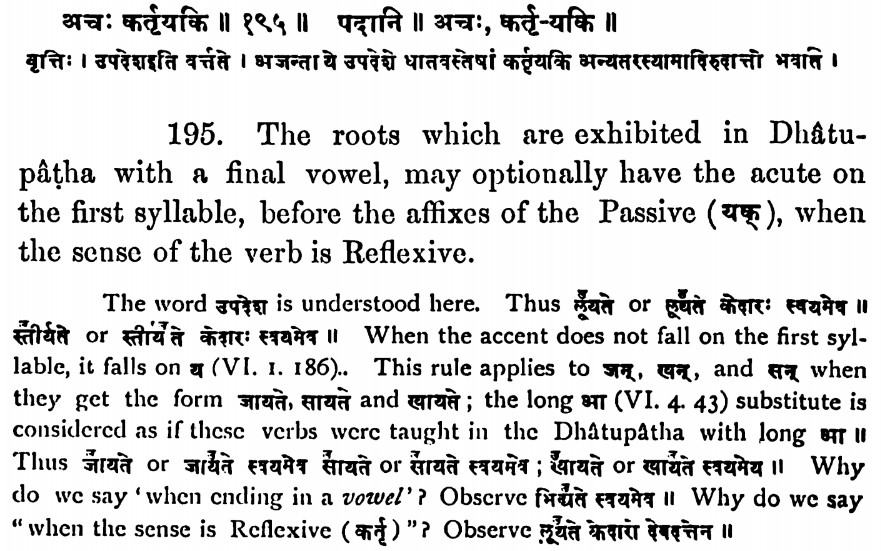 अचः कर्तृयकि ॥ १९५ ॥ पदानि ॥ अचः, कर्तृ-यकि ॥
वृत्तिः । उपदेशइति वर्त्तते । अजन्ता ये उपदेशे धातवस्तेषां कर्तृयकि अन्यतरस्यामादिरुदात्तो भवति ।
195. The roots which are exhibited in Dhâtu-
pâṭha with a final vowel, may optionally have the acute on
the first syllable, before the affixes of the Passive (यक्), when
the sense of the verb is Reflexive.
The word उपदेश is understood here. Thus लू॑यते or लूय॑ते केदारः स्वयमेव ॥
स्ती॑र्यते or स्तीर्य॑ते केदारः स्वयमेव ॥ When the accent does not fall on the first syl-
lable, it falls on य (VI. 1. 186).. This rule applies to जन्, खन्, and सन् when
they get the form जायते, सायते and खायते; the long आ (VI. 4. 43) substitute is
considered as if these verbs were taught in the Dhâtupâtha with long आ ॥
Thus जा॑यते or जाय॑ते स्वयमेव सा॑यते or सा॑यते स्वयमेव; खा॑यते or खाय॑ते स्वयमेय ॥ Why
do we say 'when ending in a vowel'? Observe भिद्य॑ते स्वयमेव ॥ Why do we say
"when the sense is Reflexive (कर्तृ)"? Observe लूय॑ते केदारो देवदत्तेन ॥